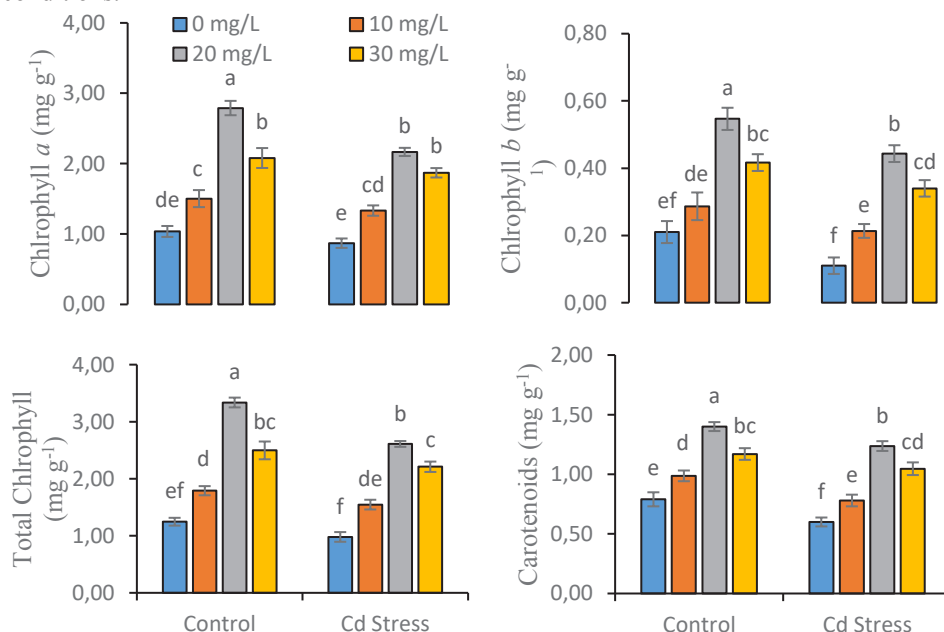 conditions.
0 mg/L 10 mg/L
20 mg/L 30 mg/L
Chlrophyll a (mg g-1)
4,00
3,00
2,00
1,00
0,00
de c a b
e cd b b
Chlrophyll b (mg g-
1)
0,80
0,60
0,40
0,20
0,00
ef de a bc
f e b cd
Total Chlrophyll
(mg g-1)
4,00
3,00
2,00
1,00
0,00
ef d a bc
f de b c
Control Cd Stress
Carotenoids (mg g-1)
2,00
1,50
1,00
0,50
0,00
e d a bc
f e b cd
Control Cd Stress